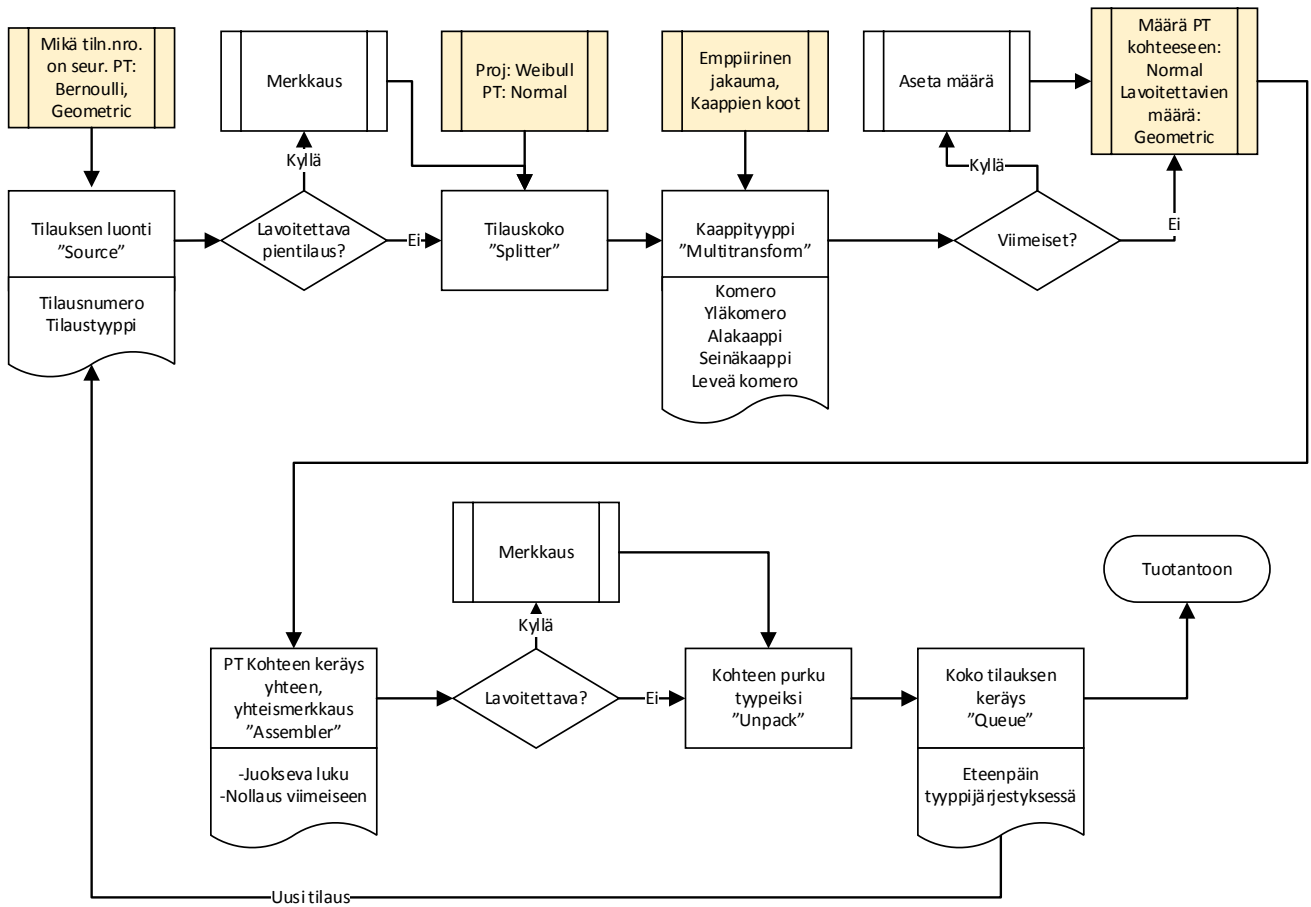 Mikä tiln.nro.
on seur. PT:
Bernoulli,
Geometric
Merkkaus
Proj: Weibull
PT: Normal
Emppiirinen
jakauma,
Kaappien koot
Aseta määrä
Määrä PT
kohteeseen:
Normal
Lavoitettavien
määrä:
Geometric
Kyllä
Kyllä
Tilauksen luonti
”Source”
Lavoitettava
pientilaus?
Ei
Tilauskoko
”Splitter”
Kaappityyppi
”Multitransform”
Viimeiset?
Ei
Tilausnumero
Tilaustyyppi
Komero
Yläkomero
Alakaappi
Seinäkaappi
Leveä komero
Merkkaus
Tuotantoon
Kyllä
PT Kohteen keräys
yhteen,
yhteismerkkaus
”Assembler”
Lavoitettava?
Ei
Kohteen purku
tyypeiksi
”Unpack”
Koko tilauksen
keräys
”Queue”
-Juokseva luku
-Nollaus viimeiseen
Eteenpäin
tyyppijärjestyksessä
Uusi tilaus